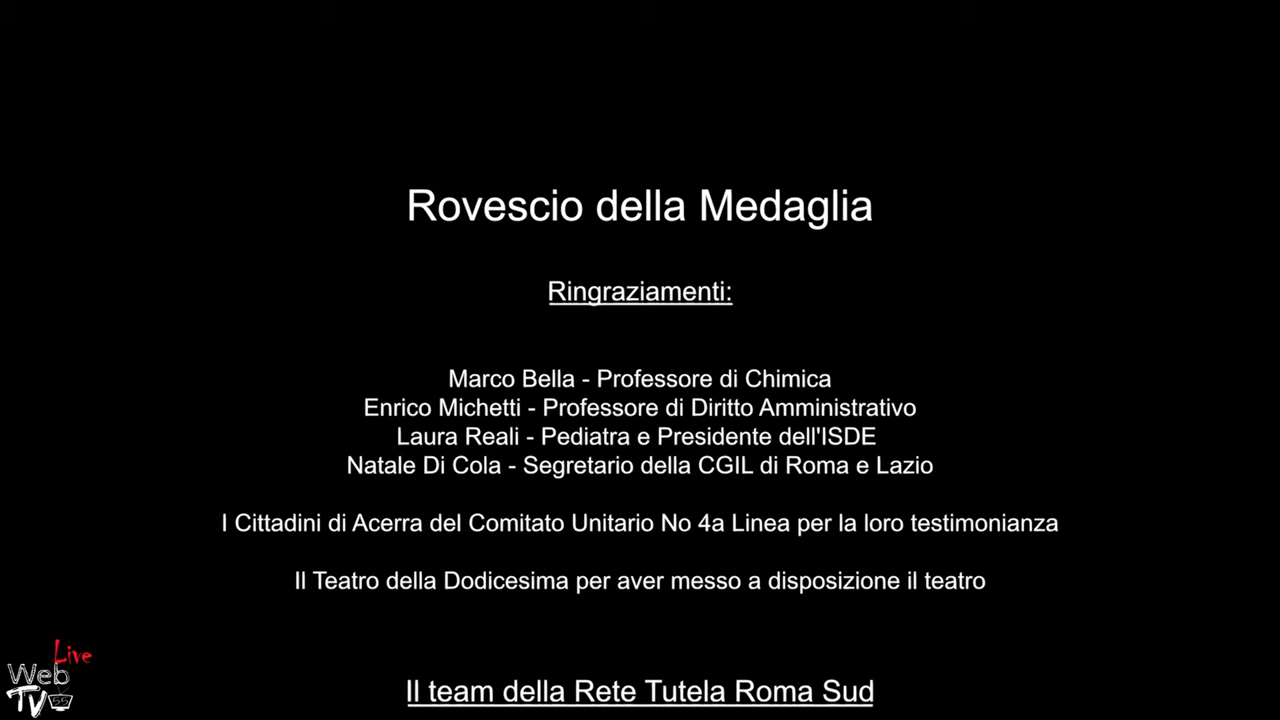 Rovescio della Medaglia
Ringraziamenti:
Marco Bella - Professore di Chimica
Enrico Michetti - Professore di Diritto Amministrativo
Laura Reali - Pediatra e Presidente dell'ISDE
Natale Di Cola - Segretario della CGIL di Roma e Lazio
I Cittadini di Acerra del Comitato Unitario No 4a Linea per la loro testimonianza
Il Teatro della Dodicesima per aver messo a disposizione il teatro
Il team della Rete Tutela Roma Sud
Live
Web
TV